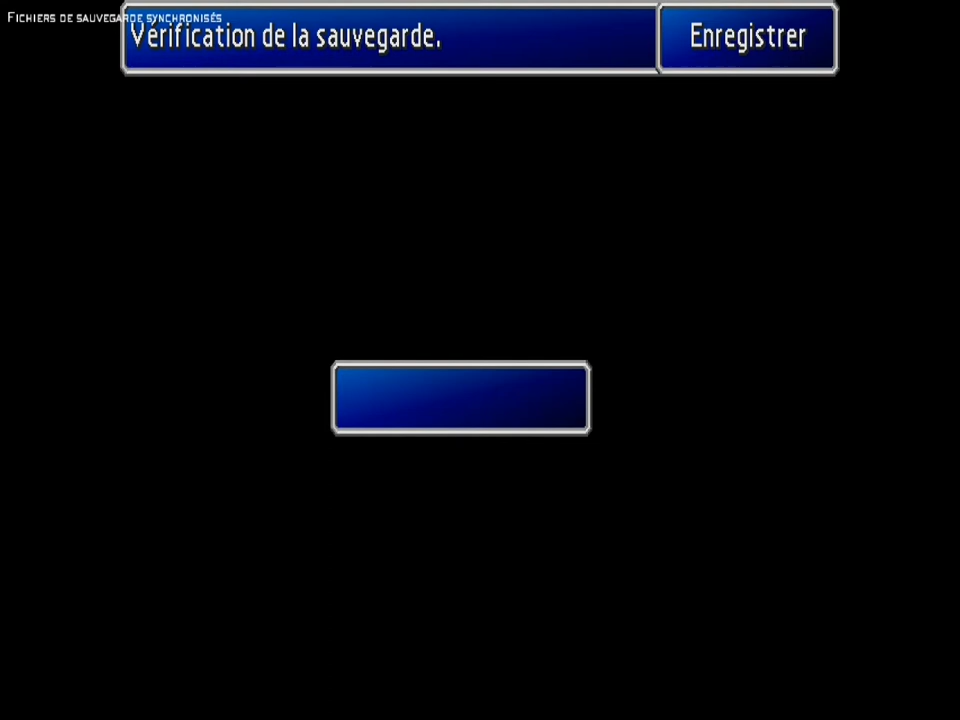 Fichiers de sauvegarde synchronisés
Vérification de la sauvegarde.
Enregistrer